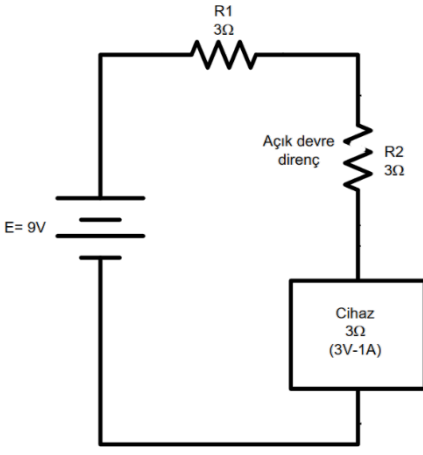 R1
3Ω
Açık devre
direnç
R2
3Ω
E= 9V
Cihaz
3Ω
(3V-1A)